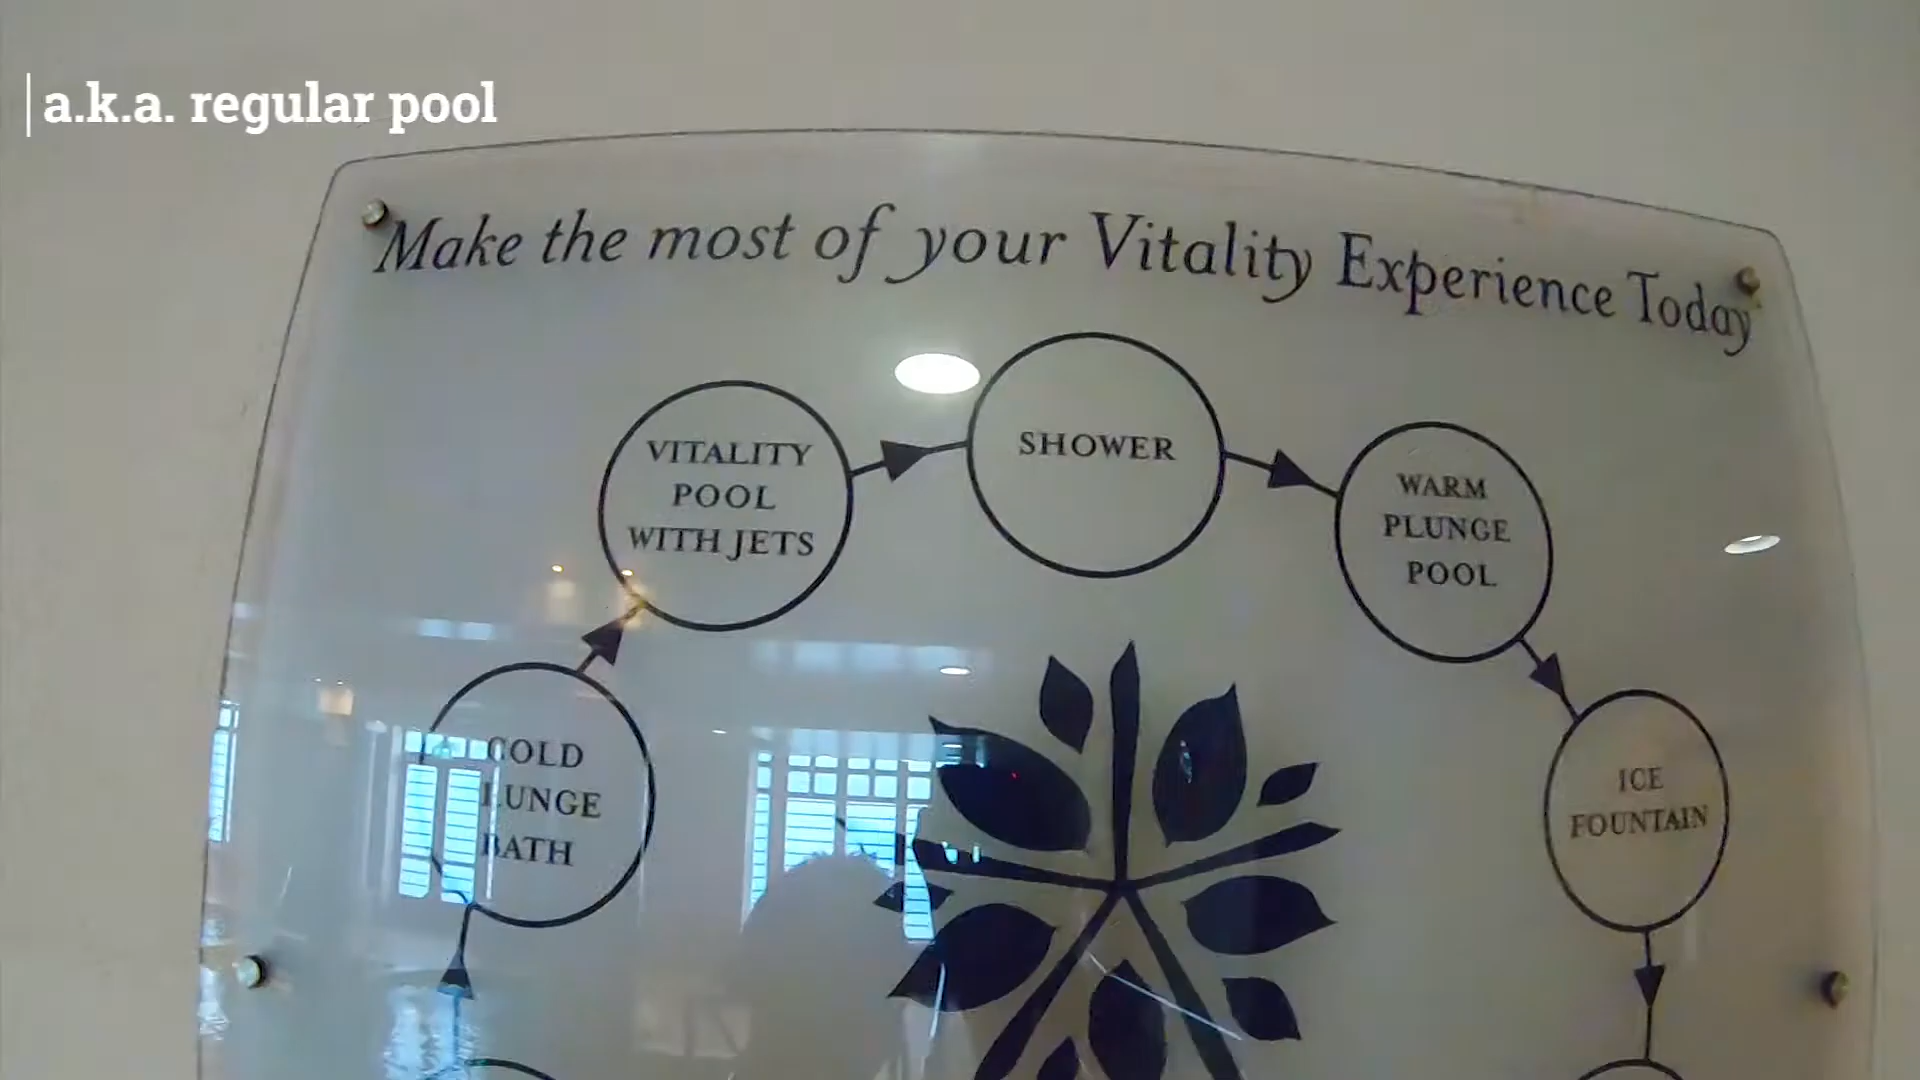 a.k.a. regular pool
Make the most of your Vitality Experience Today
VITALITY
POOL
WITH JETS
SHOWER
WARM
PLUNGE
POOL
COLD
PLUNGE
BATH
ICE
FOUNTAIN